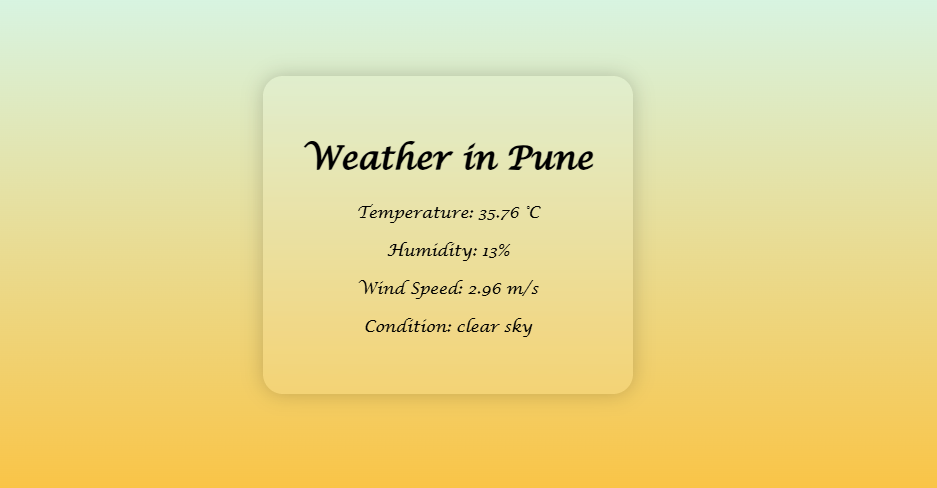 Weather in Pune
Temperature: 35.76 °C
Humidity: 13%
Wind Speed: 2.96 m/s
Condition: clear sky